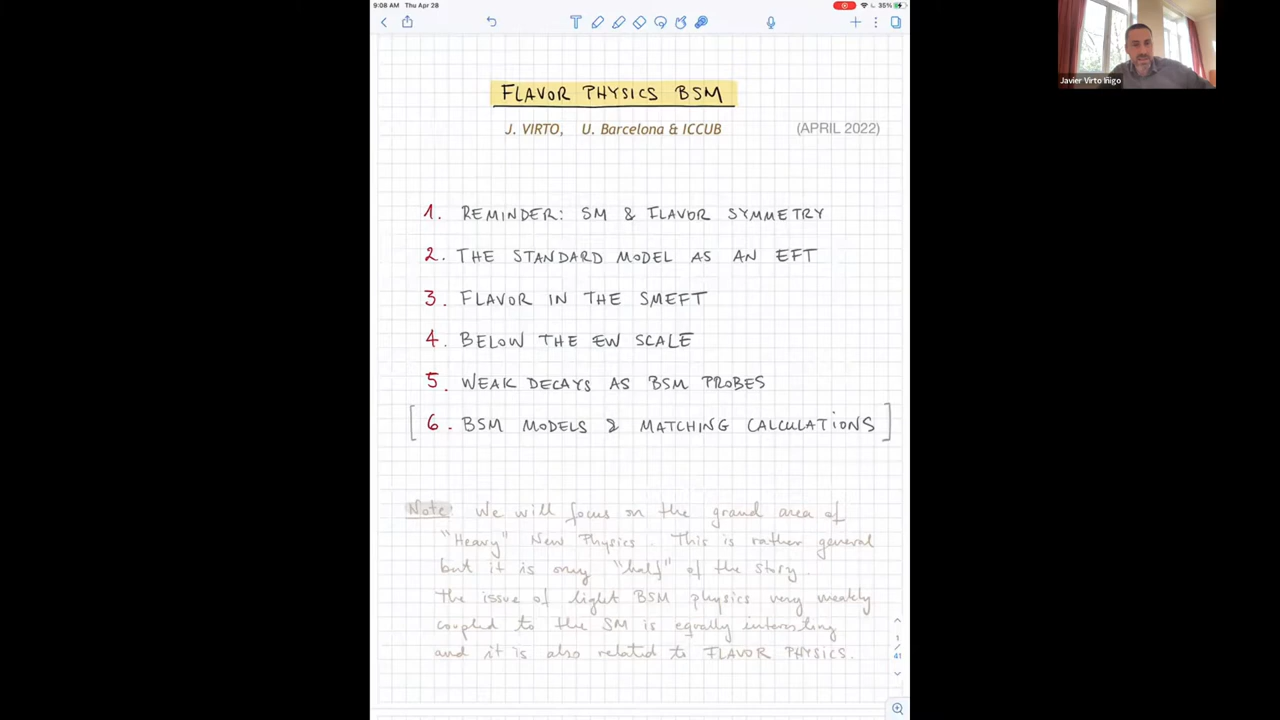 9:08 AM Thu Apr 28
35%
Javier Virto Iñigo
FLAVOR PHYSICS BSM
J. VIRTO, U. Barcelona & ICCUB
(APRIL 2022)
1. REMINDER: SM & FLAVOR SYMMETRY
2. THE STANDARD MODEL AS AN EFT
3. FLAVOR IN THE SMEFT
4. BELOW THE EW SCALE
5. WEAK DECAYS AS BSM PROBES
[6. BSM MODELS & MATCHING CALCULATIONS]
Note: We will focus on the grand area of
"Heavy" New Physics. This is rather general
but it is only "half" of the story.
The issue of light BSM physics very weakly
coupled to the SM is equally interesting
and it is also related to FLAVOR PHYSICS.
1
/
41